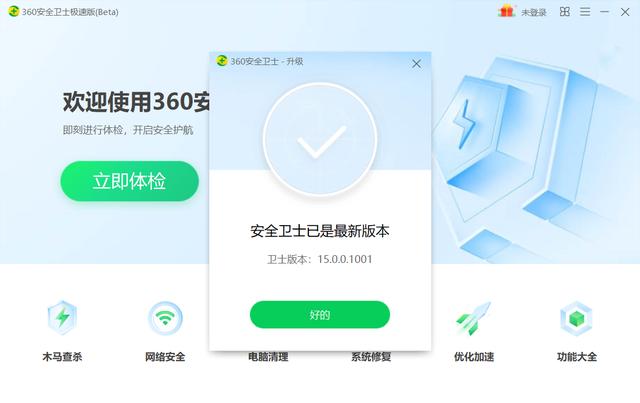 360安全卫士极速版(Beta)
未登录
360安全卫士 - 升级
欢迎使用360安
即刻进行体检，开启安全护航
立即体检
安全卫士已是最新版本
卫士版本：15.0.0.1001
好的
木马查杀
网络安全
电脑清理
系统修复
优化加速
功能大全